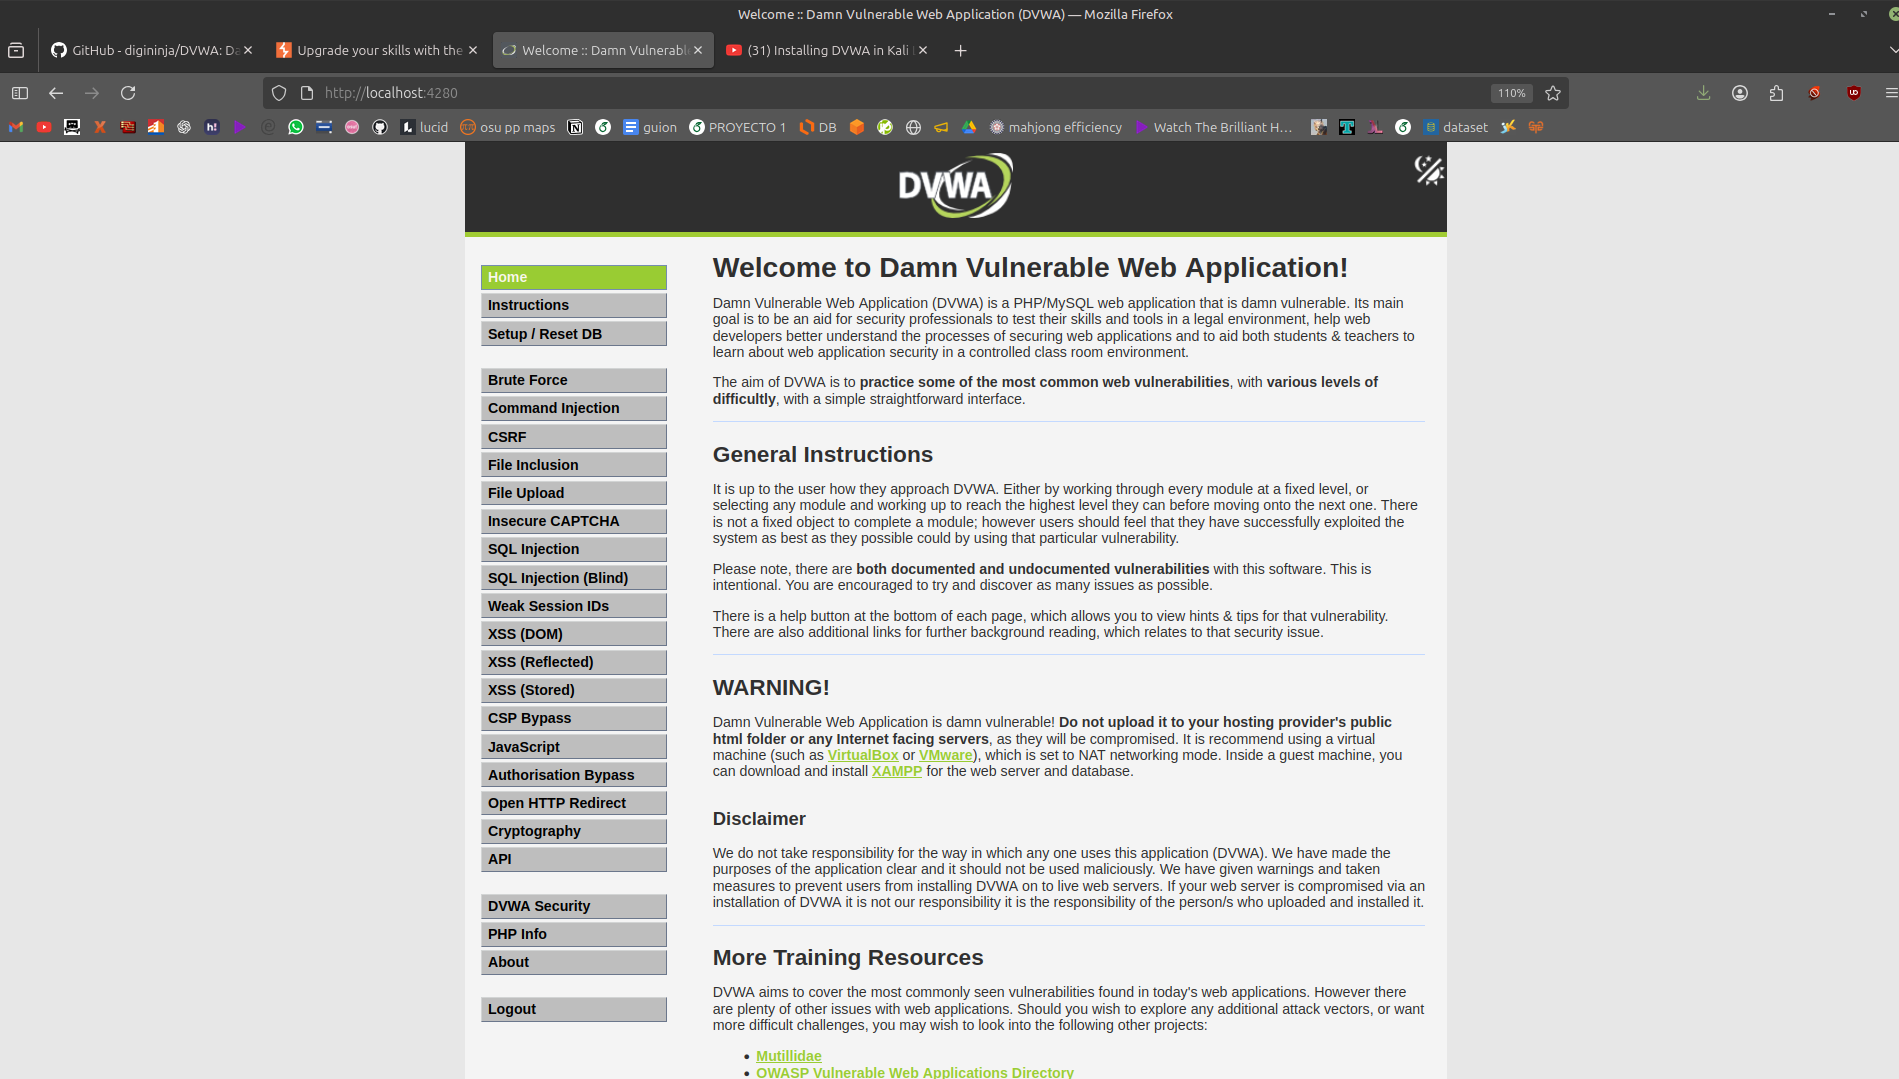 Welcome :: Damn Vulnerable Web Application (DVWA) — Mozilla Firefox
GitHub - digininja/DVWA: Da
Upgrade your skills with the
Welcome :: Damn Vulnerabl
(31) Installing DVWA in Kali
http://localhost:4280
110%
lucid
osu pp maps
guion
PROYECTO 1
DB
mahjong efficiency
Watch The Brilliant H…
dataset
DVWA
Home
Instructions
Setup / Reset DB
Brute Force
Command Injection
CSRF
File Inclusion
File Upload
Insecure CAPTCHA
SQL Injection
SQL Injection (Blind)
Weak Session IDs
XSS (DOM)
XSS (Reflected)
XSS (Stored)
CSP Bypass
JavaScript
Authorisation Bypass
Open HTTP Redirect
Cryptography
API
DVWA Security
PHP Info
About
Logout
Welcome to Damn Vulnerable Web Application!
Damn Vulnerable Web Application (DVWA) is a PHP/MySQL web application that is damn vulnerable. Its main
goal is to be an aid for security professionals to test their skills and tools in a legal environment, help web
developers better understand the processes of securing web applications and to aid both students & teachers to
learn about web application security in a controlled class room environment.
The aim of DVWA is to practice some of the most common web vulnerabilities, with various levels of
difficultly, with a simple straightforward interface.
General Instructions
It is up to the user how they approach DVWA. Either by working through every module at a fixed level, or
selecting any module and working up to reach the highest level they can before moving onto the next one. There
is not a fixed object to complete a module; however users should feel that they have successfully exploited the
system as best as they possible could by using that particular vulnerability.
Please note, there are both documented and undocumented vulnerabilities with this software. This is
intentional. You are encouraged to try and discover as many issues as possible.
There is a help button at the bottom of each page, which allows you to view hints & tips for that vulnerability.
There are also additional links for further background reading, which relates to that security issue.
WARNING!
Damn Vulnerable Web Application is damn vulnerable! Do not upload it to your hosting provider's public
html folder or any Internet facing servers, as they will be compromised. It is recommend using a virtual
machine (such as VirtualBox or VMware), which is set to NAT networking mode. Inside a guest machine, you
can download and install XAMPP for the web server and database.
Disclaimer
We do not take responsibility for the way in which any one uses this application (DVWA). We have made the
purposes of the application clear and it should not be used maliciously. We have given warnings and taken
measures to prevent users from installing DVWA on to live web servers. If your web server is compromised via an
installation of DVWA it is not our responsibility it is the responsibility of the person/s who uploaded and installed it.
More Training Resources
DVWA aims to cover the most commonly seen vulnerabilities found in today's web applications. However there
are plenty of other issues with web applications. Should you wish to explore any additional attack vectors, or want
more difficult challenges, you may wish to look into the following other projects:
• Mutillidae
• OWASP Vulnerable Web Applications Directory